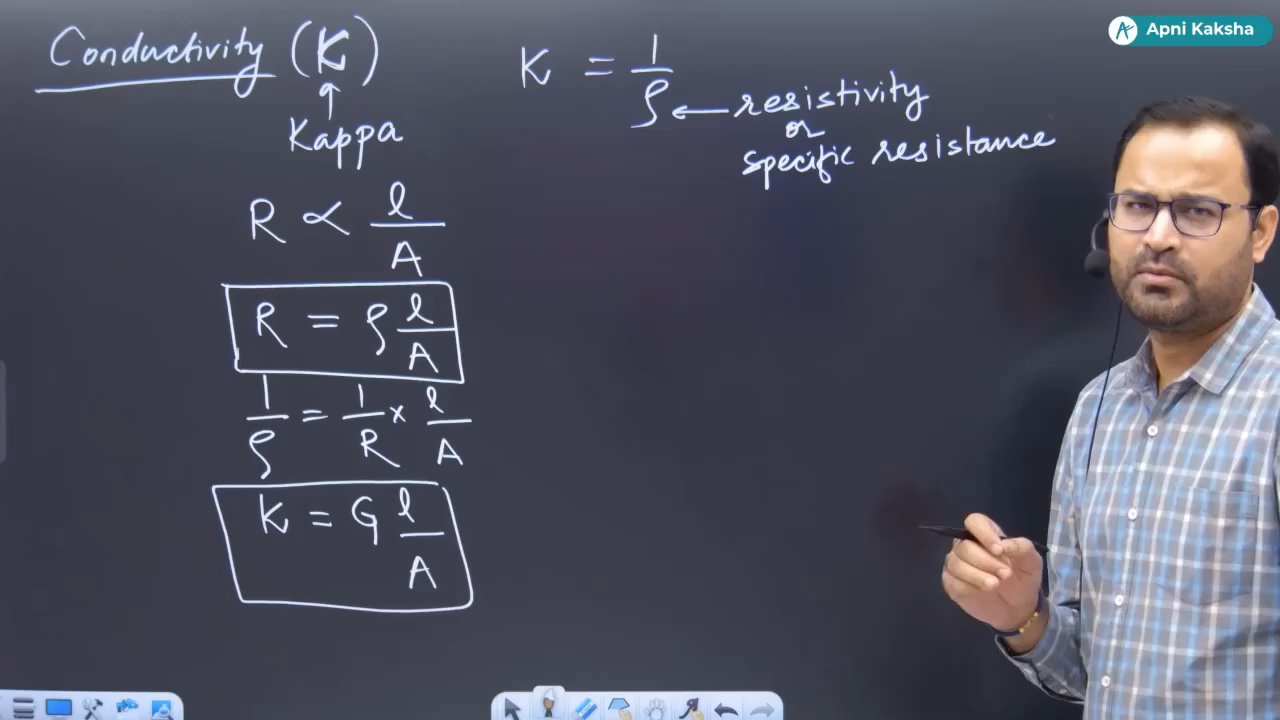 Apni Kaksha
Conductivity (K)
Kappa
K = 1/ρ ← resistivity
or
specific resistance
R ∝ l/A
R = ρ l/A
1/ρ = 1/R × l/A
K = G l/A